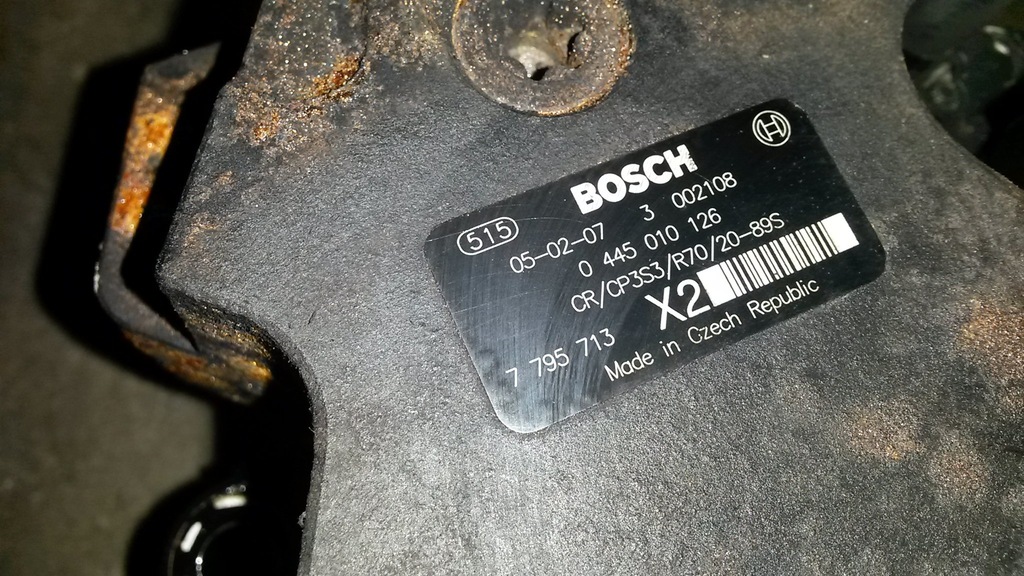 BOSCH
515
05-02-07 3 002108
0 445 010 126
CR/CP3S3/R70/20-89S
X2
7 795 713
Made in Czech Republic